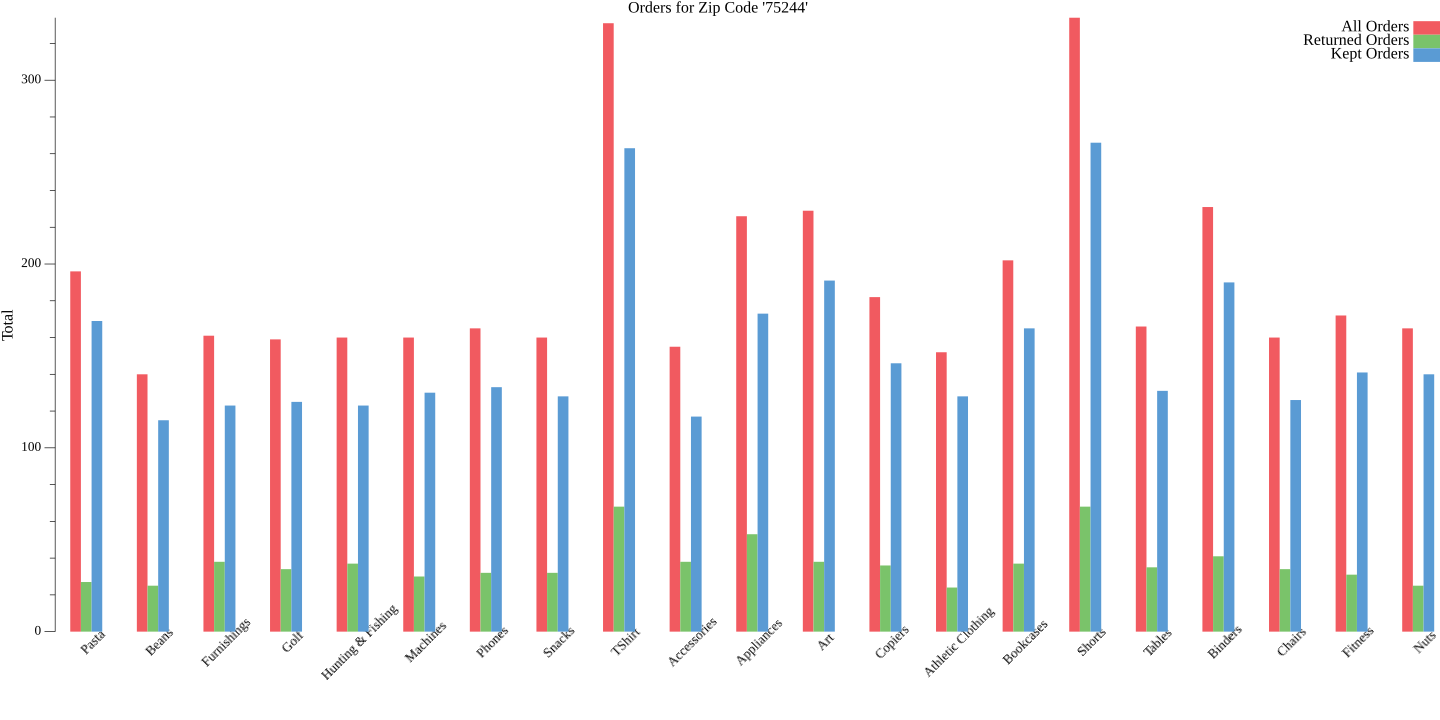 Orders for Zip Code '75244'
All Orders
Returned Orders
Kept Orders
Total
300
200
100
0
Pasta
Beans
Furnishings
Golf
Hunting & Fishing
Machines
Phones
Snacks
TShirt
Accessories
Appliances
Art
Copiers
Athletic Clothing
Bookcases
Shorts
Tables
Binders
Chairs
Fitness
Nuts